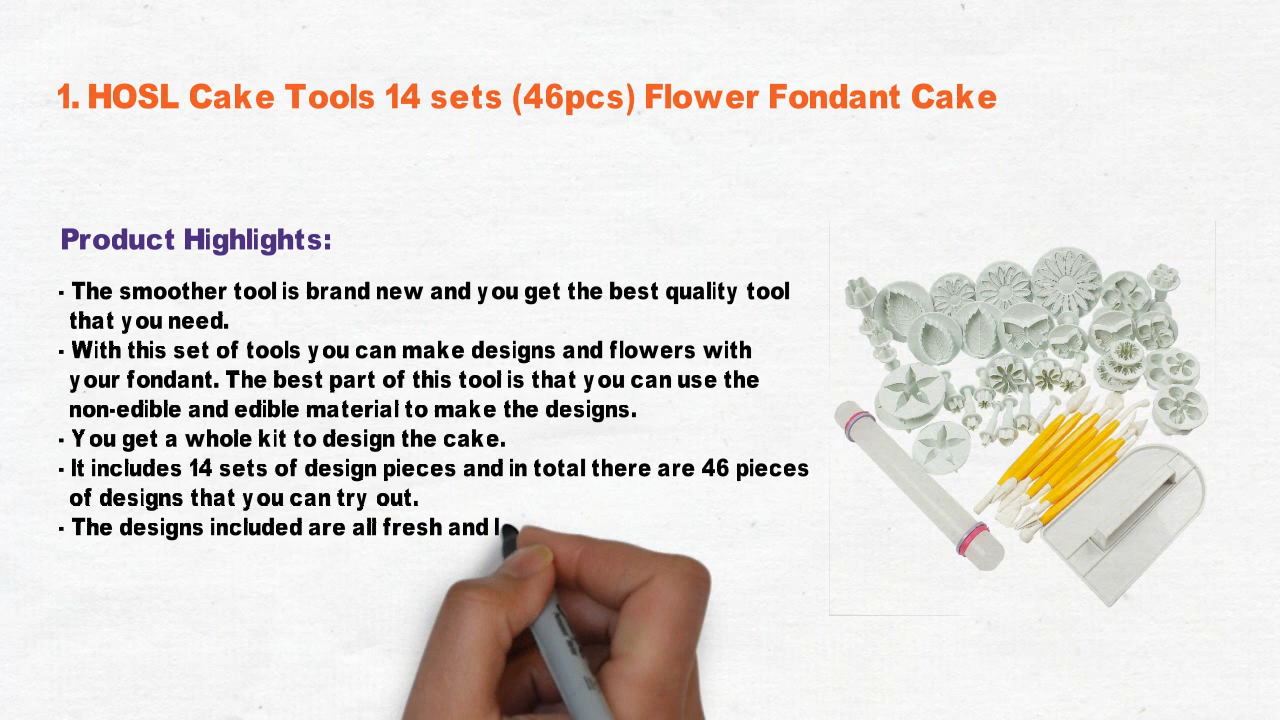 1. HOSL Cake Tools 14 sets (46pcs) Flower Fondant Cake
Product Highlights:
- The smoother tool is brand new and you get the best quality tool
that you need.
- With this set of tools you can make designs and flowers with
your fondant. The best part of this tool is that you can use the
non-edible and edible material to make the designs.
- You get a whole kit to design the cake.
- It includes 14 sets of design pieces and in total there are 46 pieces
of designs that you can try out.
- The designs included are all fresh and l